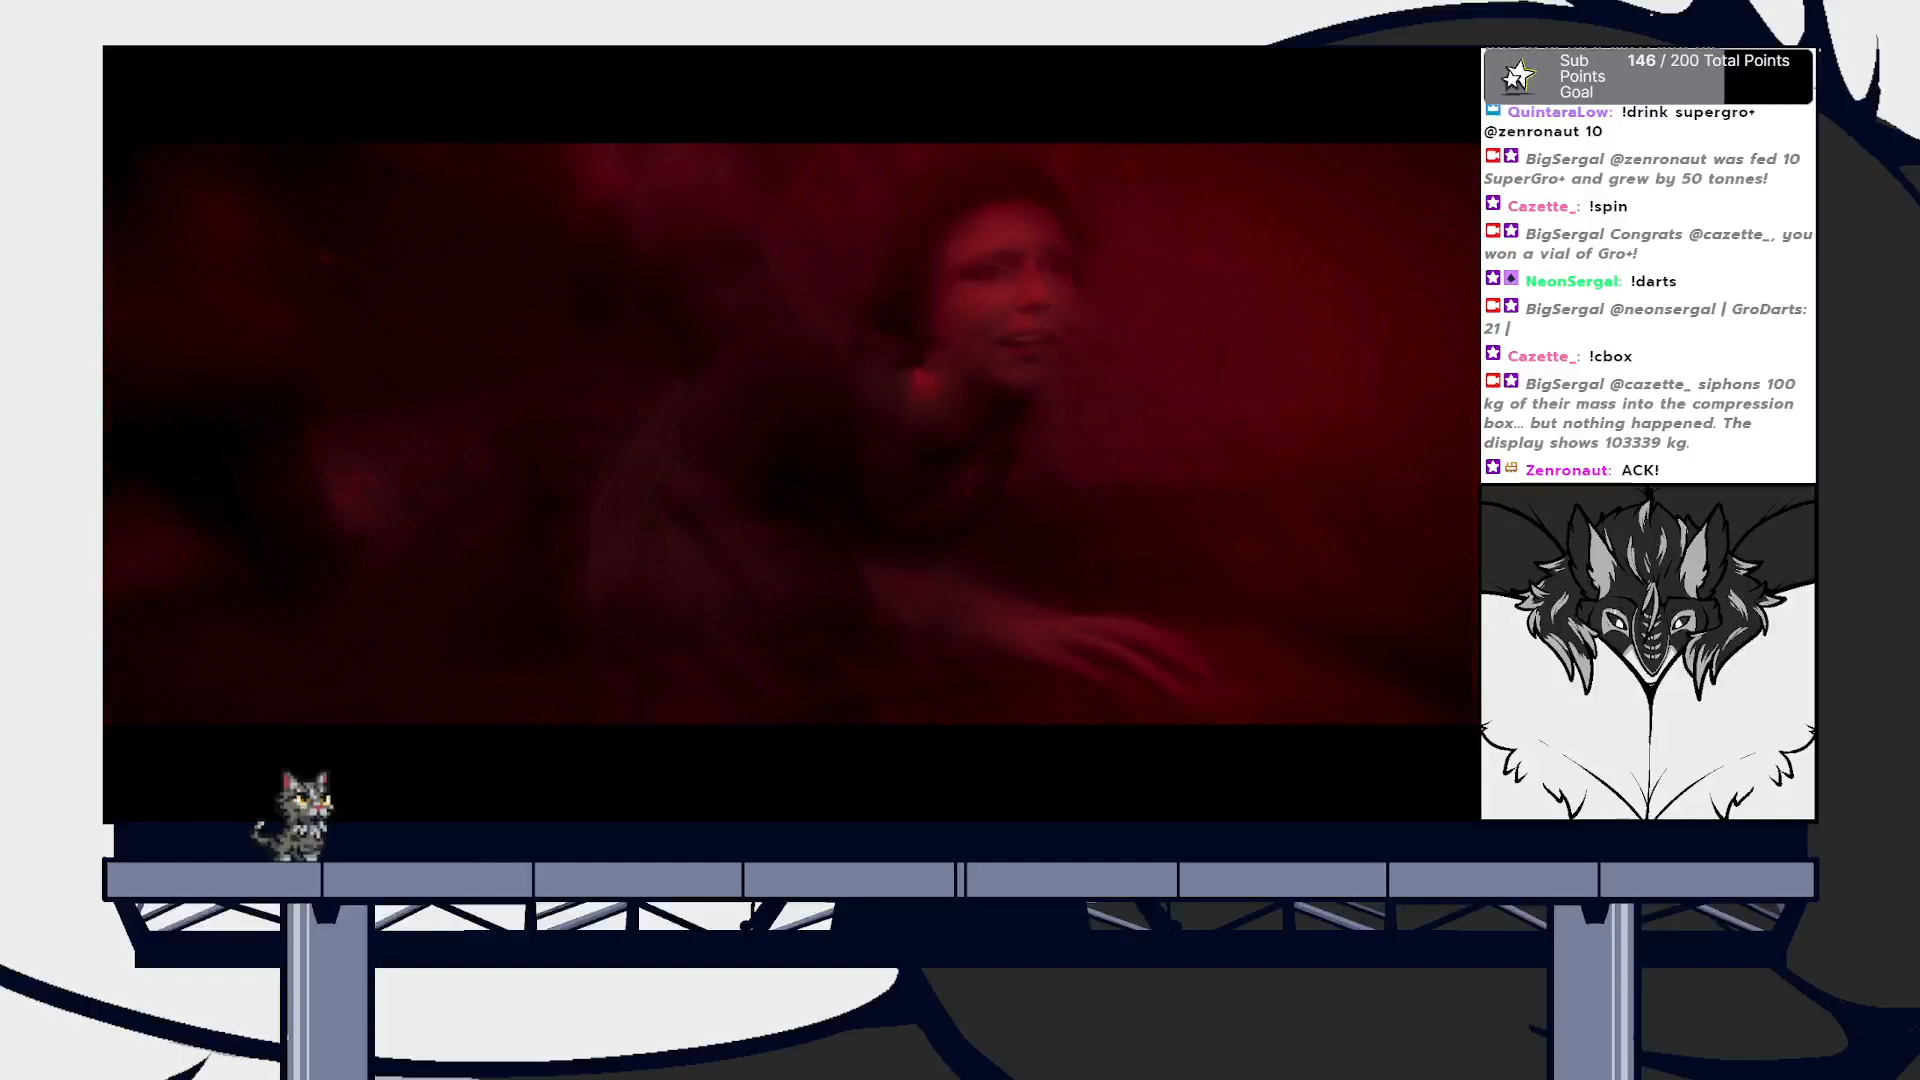 Sub Points Goal
146 / 200 Total Points
QuintaraLow: !drink supergro+
@zenronaut 10
BigSergal @zenronaut was fed 10
SuperGro+ and grew by 50 tonnes!
Cazette_: !spin
BigSergal Congrats @cazette_, you
won a vial of Gro+!
NeonSergal: !darts
BigSergal @neonsergal | GroDarts:
21 |
Cazette_: !cbox
BigSergal @cazette_ siphons 100
kg of their mass into the compression
box... but nothing happened. The
display shows 103339 kg.
Zenronaut: ACK!